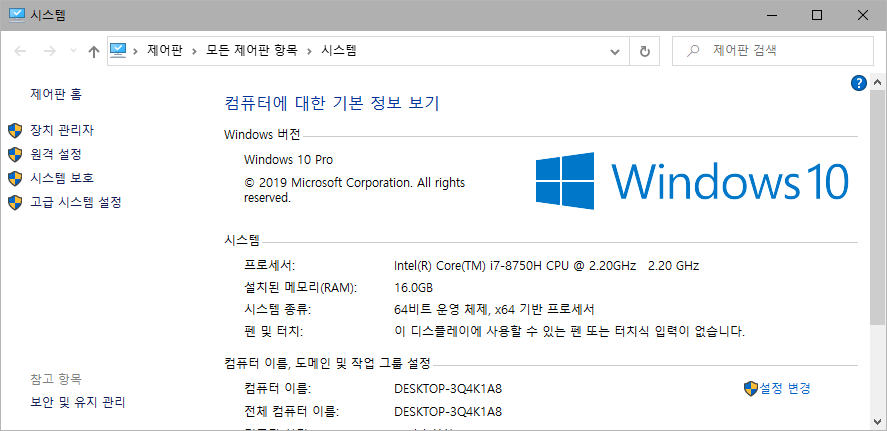 시스템
제어판 > 모든 제어판 항목 > 시스템
제어판 검색
제어판 홈
장치 관리자
원격 설정
시스템 보호
고급 시스템 설정
참고 항목
보안 및 유지 관리
컴퓨터에 대한 기본 정보 보기
Windows 버전
Windows 10 Pro
© 2019 Microsoft Corporation. All rights
reserved.
Windows 10
시스템
프로세서: Intel(R) Core(TM) i7-8750H CPU @ 2.20GHz 2.20 GHz
설치된 메모리(RAM): 16.0GB
시스템 종류: 64비트 운영 체제, x64 기반 프로세서
펜 및 터치: 이 디스플레이에 사용할 수 있는 펜 또는 터치식 입력이 없습니다.
컴퓨터 이름, 도메인 및 작업 그룹 설정
컴퓨터 이름: DESKTOP-3Q4K1A8 설정 변경
전체 컴퓨터 이름: DESKTOP-3Q4K1A8